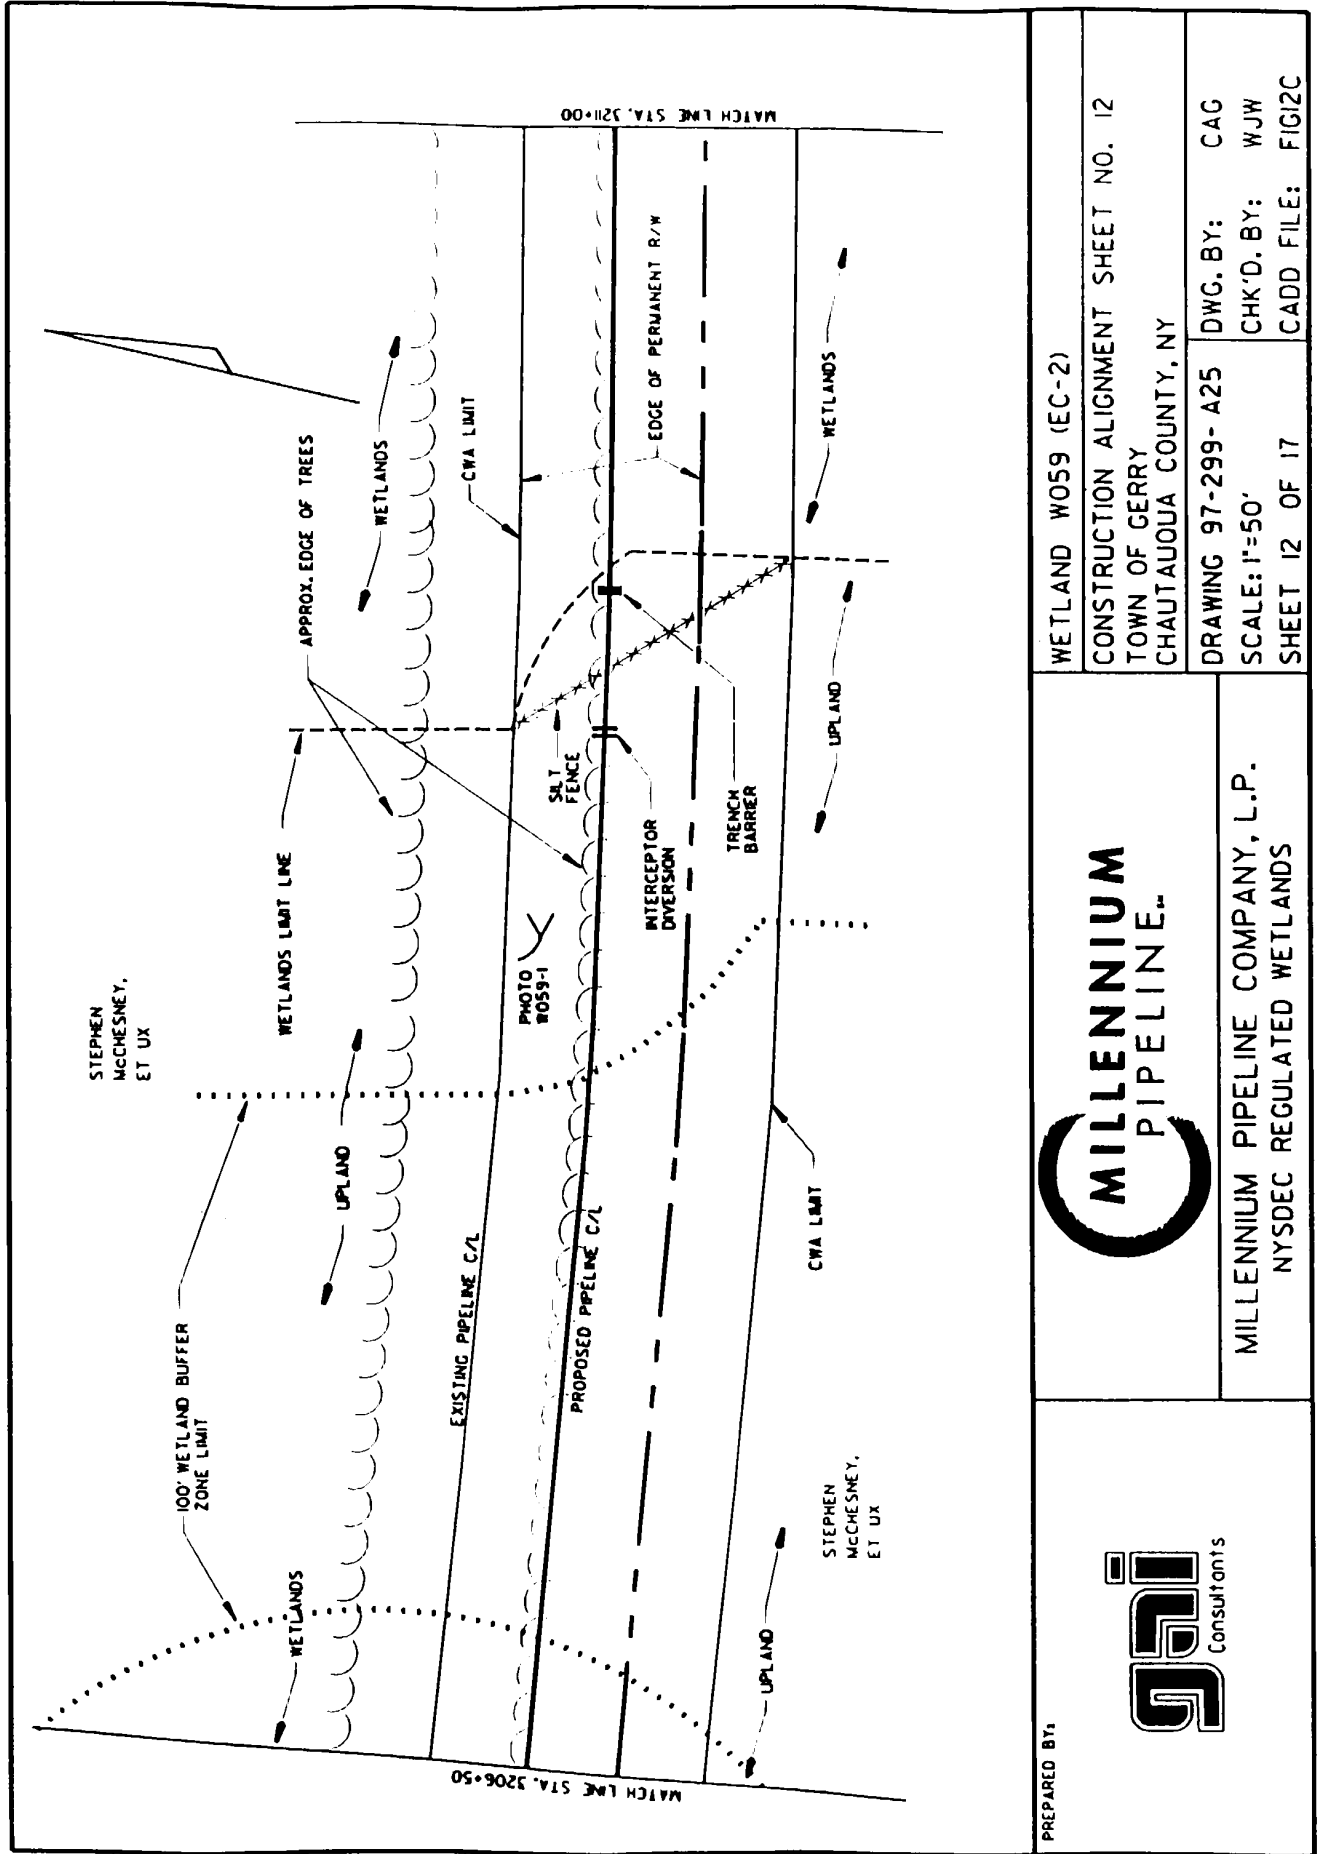 STEPHEN
McCHESNEY,
ET UX
100' WETLAND BUFFER
ZONE LIMIT
WETLANDS LIMIT LINE
APPROX. EDGE OF TREES
WETLANDS
UPLAND
WETLANDS
CWA LIMIT
EXISTING PIPELINE C/L
PROPOSED PIPELINE C/L
PHOTO
W059-1
SILT
FENCE
INTERCEPTOR
DIVERSION
TRENCH
BARRIER
EDGE OF PERMANENT R/W
MATCH LINE STA. 3206+50
MATCH LINE STA. 3211+00
UPLAND
STEPHEN
McCHESNEY,
ET UX
CWA LIMIT
UPLAND
WETLANDS
PREPARED BY:
gai
Consultants
MILLENNIUM
PIPELINE
MILLENNIUM PIPELINE COMPANY, L.P.
NYSDEC REGULATED WETLANDS
WETLAND W059 (EC-2)
CONSTRUCTION ALIGNMENT SHEET NO. 12
TOWN OF GERRY
CHAUTAUQUA COUNTY, NY
DRAWING 97-299-A25
DWG. BY: CAG
SCALE: 1"=50'
CHK'D. BY: WJW
SHEET 12 OF 17
CADD FILE: FIG12C